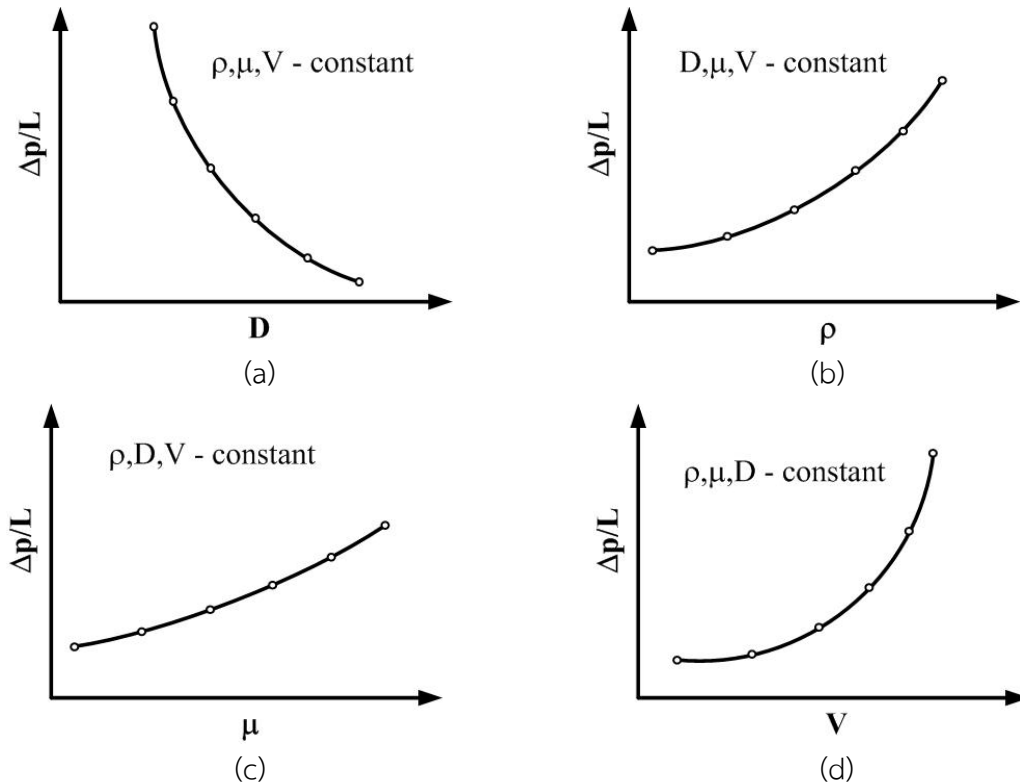 ρ,μ,V - constant
Δp/L
D
(a)
D,μ,V - constant
Δp/L
ρ
(b)
ρ,D,V - constant
Δp/L
μ
(c)
ρ,μ,D - constant
Δp/L
V
(d)